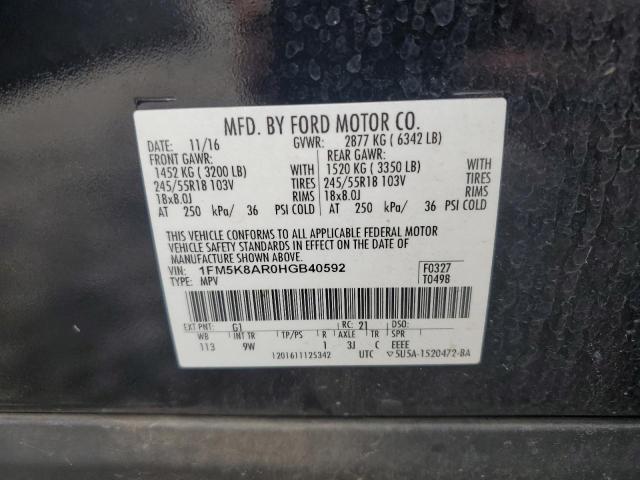 MFD. BY FORD MOTOR CO.
DATE: 11/16 GVWR: 2877 KG ( 6342 LB)
FRONT GAWR: REAR GAWR:
1452 KG ( 3200 LB) WITH 1520 KG ( 3350 LB) WITH
245/55R18 103V TIRES 245/55R18 103V TIRES
18x8.0J RIMS 18x8.0J RIMS
AT 250 kPa/ 36 PSI COLD AT 250 kPa/ 36 PSI COLD
THIS VEHICLE CONFORMS TO ALL APPLICABLE FEDERAL MOTOR
VEHICLE SAFETY STANDARDS IN EFFECT ON THE DATE OF
MANUFACTURE SHOWN ABOVE.
VIN: 1FM5K8AR0HGB40592 F0327
TYPE: MPV T0498
EXT PNT: G1 RC: 21 DSO:
WB INT TR TP/PS R AXLE TR SPR
113 9W 1 3J C EEEE
1201611125342 UTC ▽5U5A-1520472-BA